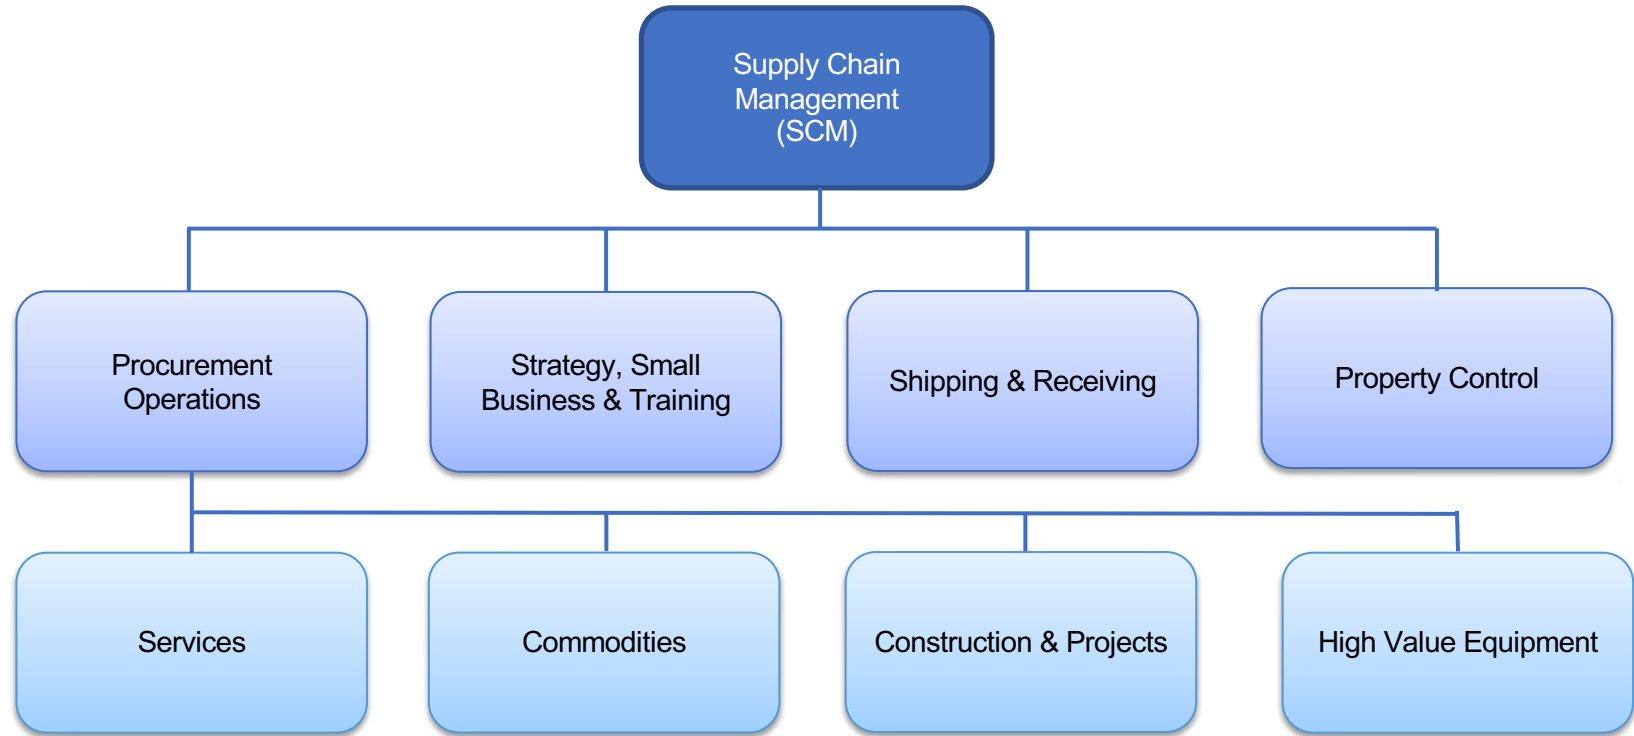 Supply Chain
Management
(SCM)
Procurement
Operations
Strategy, Small
Business & Training
Shipping & Receiving
Property Control
Services
Commodities
Construction & Projects
High Value Equipment